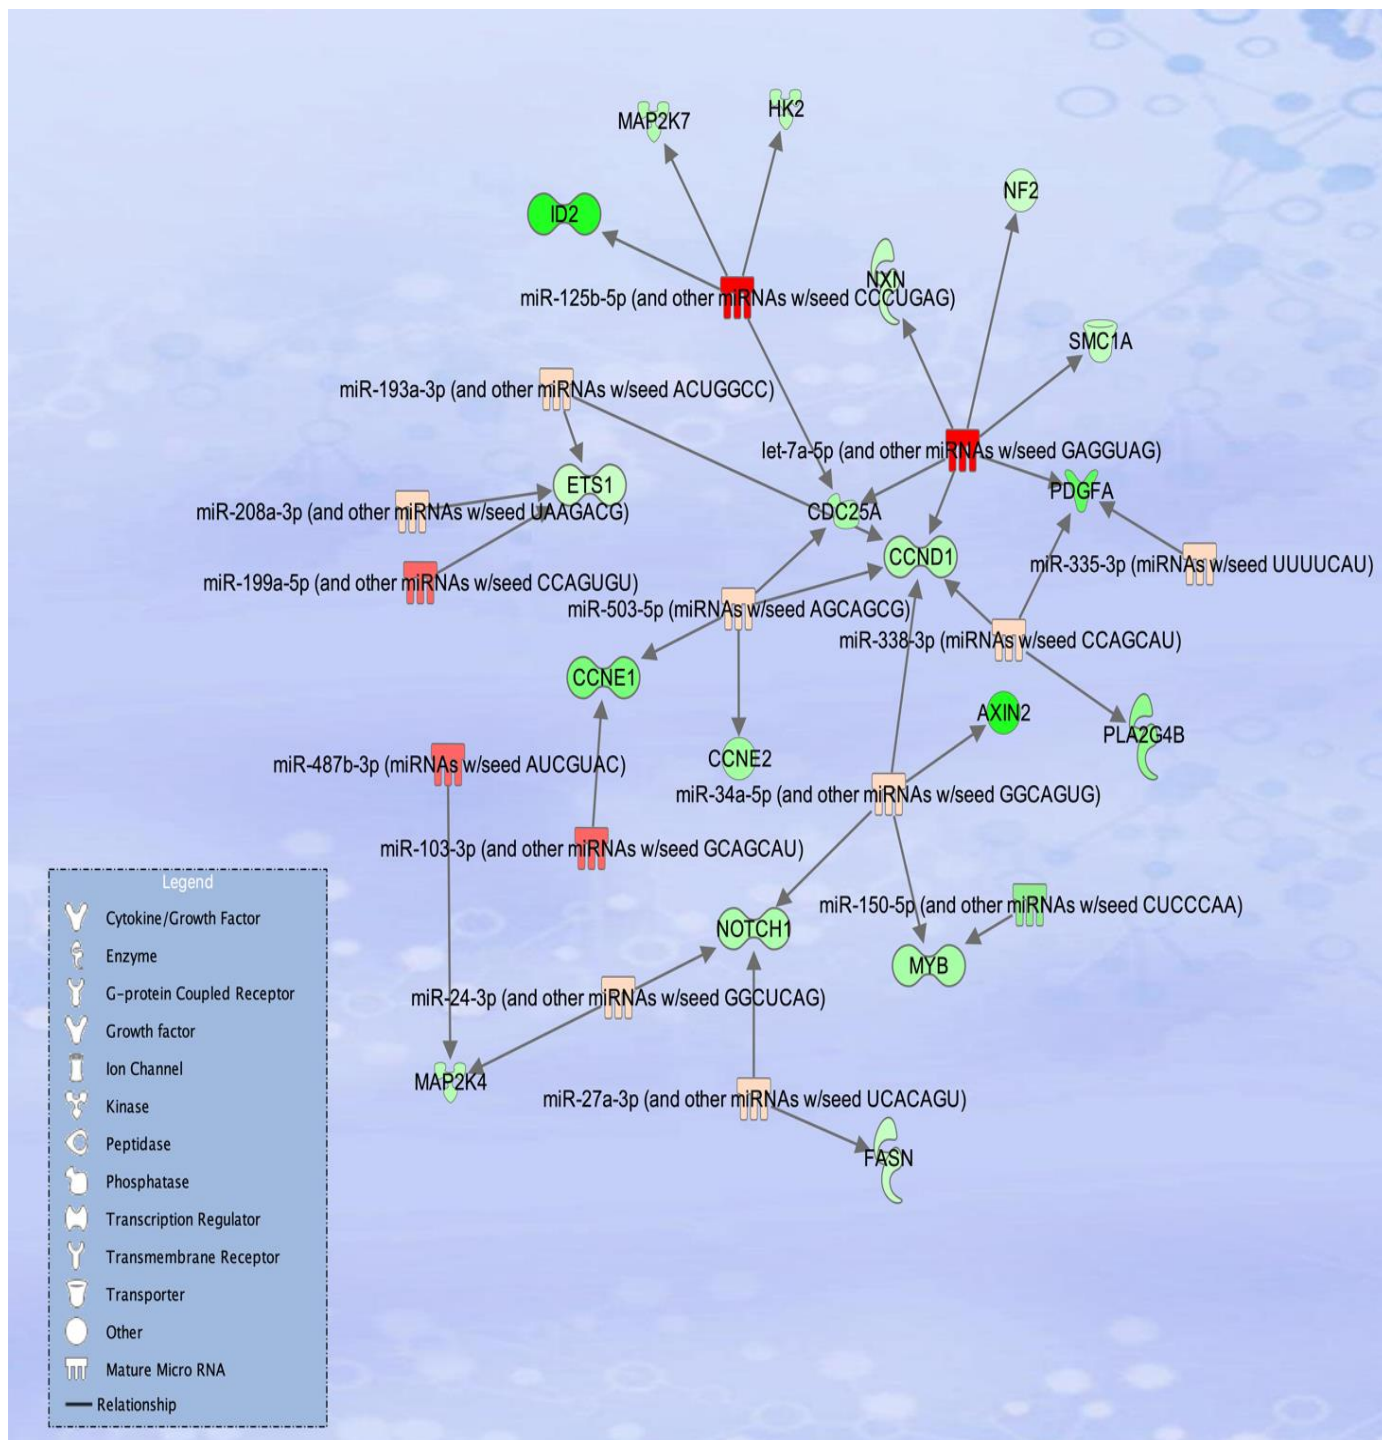 HK2
MAP2K7
NF2
ID2
NXN
miR-125b-5p (and other miRNAs w/seed CCCUGAG)
SMC1A
miR-193a-3p (and other miRNAs w/seed ACUGGCC)
let-7a-5p (and other miRNAs w/seed GAGGUAG)
ETS1
PDGFA
miR-208a-3p (and other miRNAs w/seed UAAGACG)
CDC25A
CCND1
miR-335-3p (miRNAs w/seed UUUUCAU)
miR-199a-5p (and other miRNAs w/seed CCAGUGU)
miR-503-5p (miRNAs w/seed AGCAGCG)
miR-338-3p (miRNAs w/seed CCAGCAU)
CCNE1
AXIN2
PLA2G4B
CCNE2
miR-487b-3p (miRNAs w/seed AUCGUAC)
miR-34a-5p (and other miRNAs w/seed GGCAGUG)
miR-103-3p (and other miRNAs w/seed GCAGCAU)
miR-150-5p (and other miRNAs w/seed CUCCCAA)
NOTCH1
MYB
miR-24-3p (and other miRNAs w/seed GGCUCAG)
MAP2K4
miR-27a-3p (and other miRNAs w/seed UCACAGU)
FASN
Legend
Cytokine/Growth Factor
Enzyme
G-protein Coupled Receptor
Growth factor
Ion Channel
Kinase
Peptidase
Phosphatase
Transcription Regulator
Transmembrane Receptor
Transporter
Other
Mature Micro RNA
Relationship